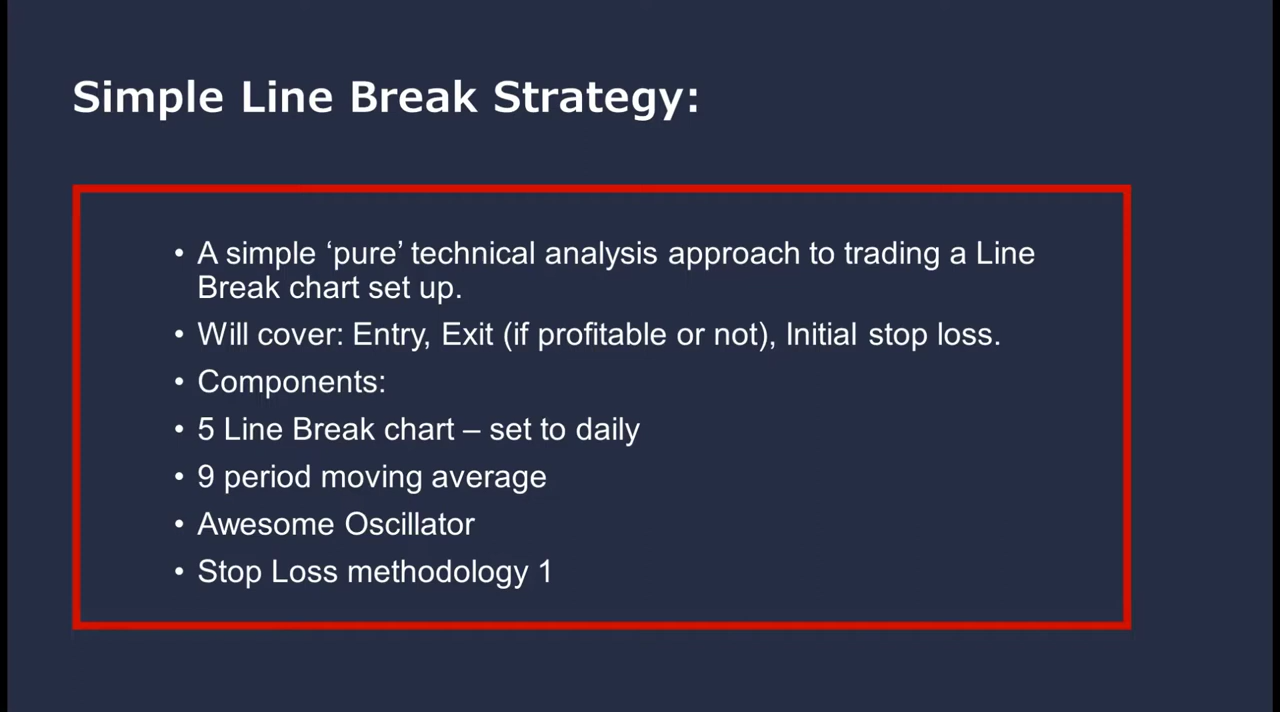 Simple Line Break Strategy:
• A simple ‘pure’ technical analysis approach to trading a Line
Break chart set up.
• Will cover: Entry, Exit (if profitable or not), Initial stop loss.
• Components:
• 5 Line Break chart – set to daily
• 9 period moving average
• Awesome Oscillator
• Stop Loss methodology 1